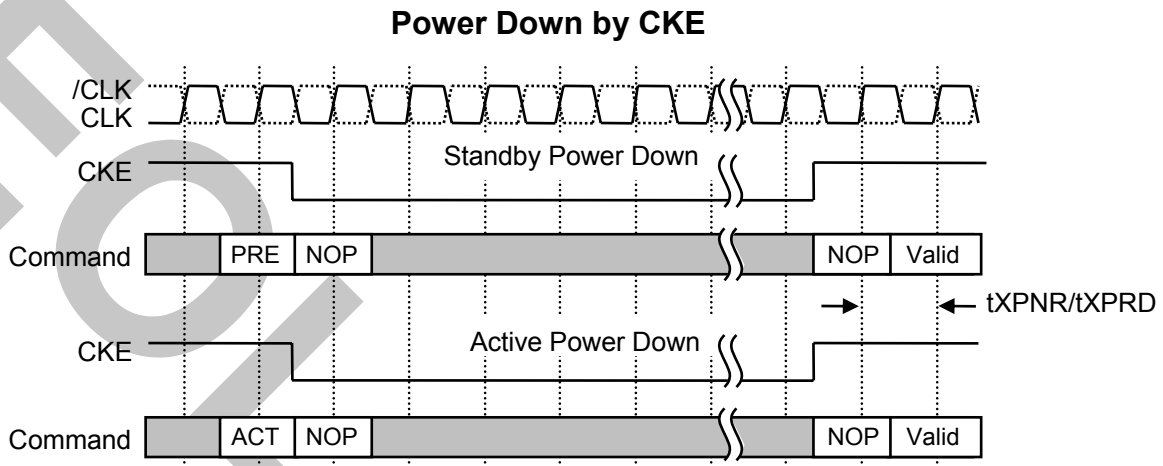 Power Down by CKE
/CLK
CLK
CKE
Standby Power Down
Command
PRE
NOP
NOP
Valid
tXPNR/tXPRD
CKE
Active Power Down
Command
ACT
NOP
NOP
Valid